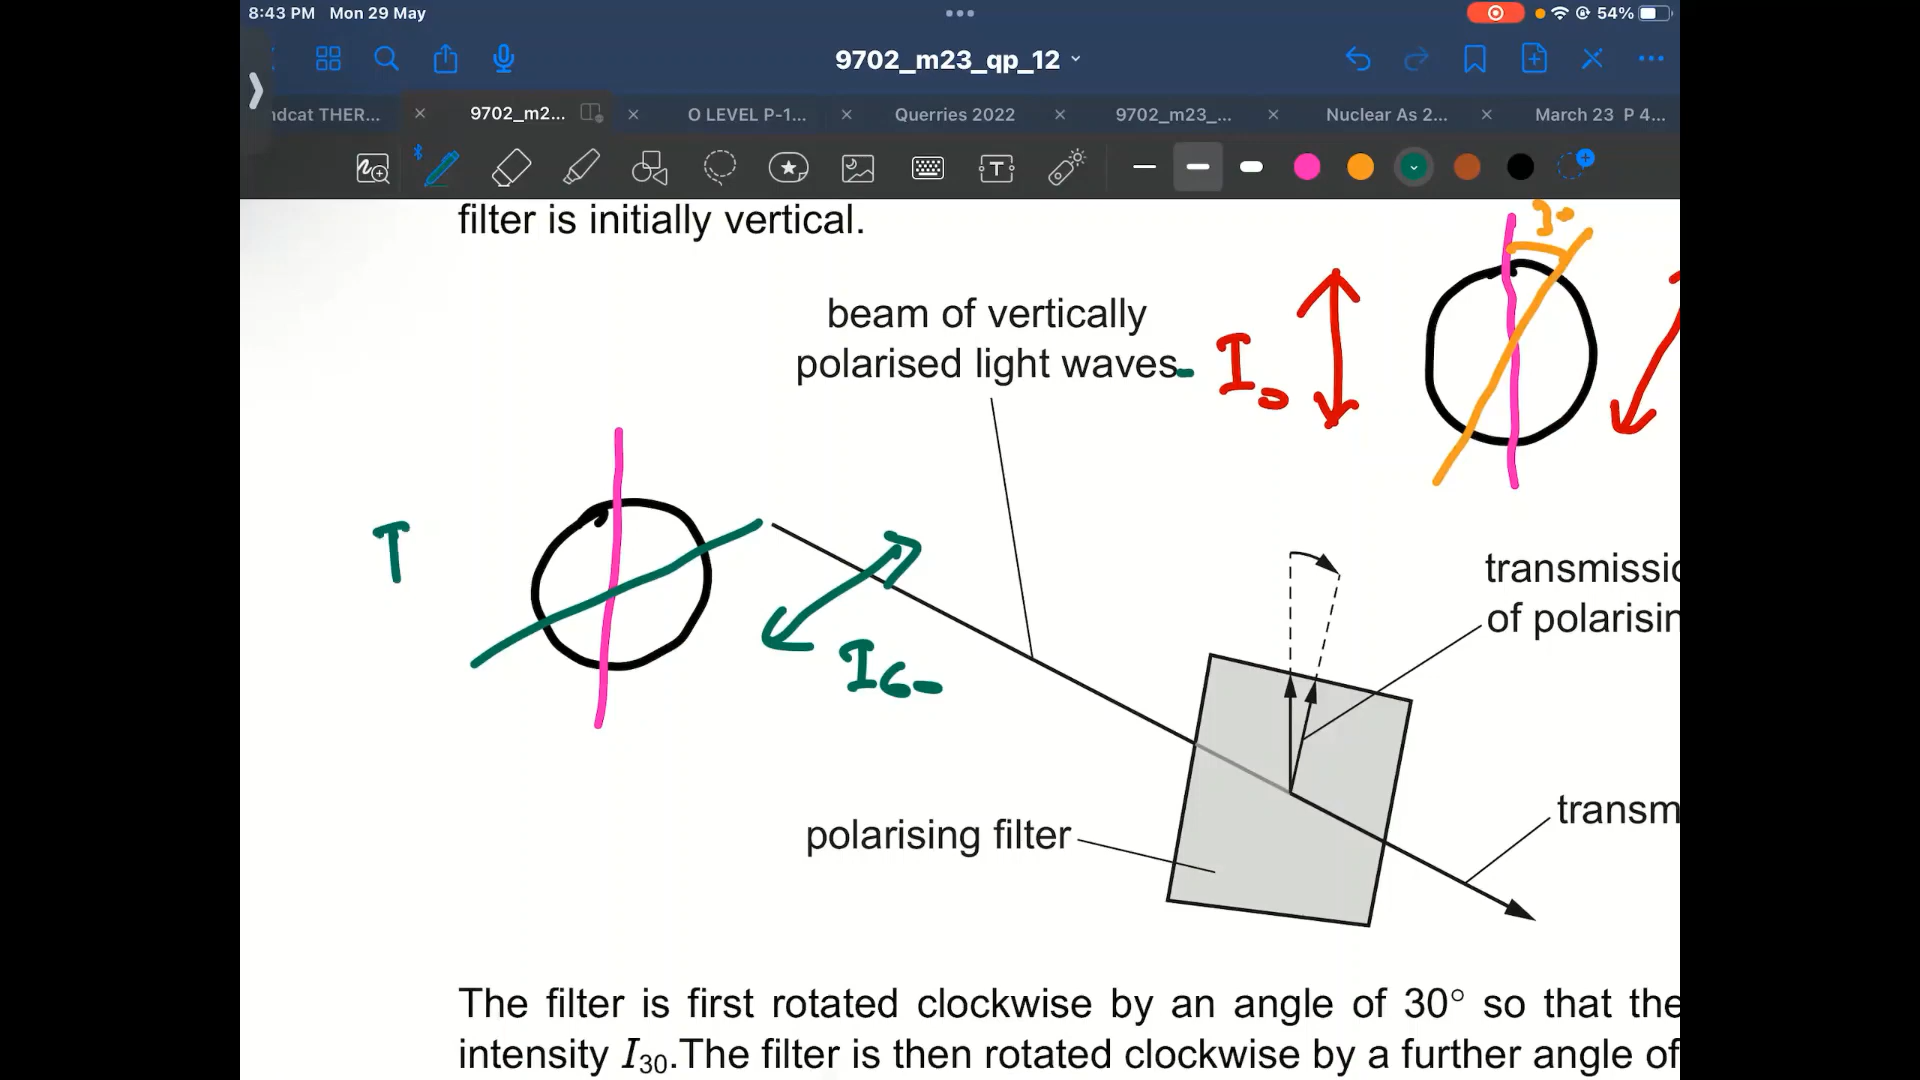 8:43 PM Mon 29 May
54%
9702_m23_qp_12
ndcat THER...
9702_m2...
O LEVEL P-1...
Querries 2022
9702_m23_...
Nuclear As 2...
March 23 P 4...
T
filter is initially vertical.
30
beam of vertically
polarised light waves
I₀
I
I60
transmissio
of polarisin
polarising filter
transm
The filter is first rotated clockwise by an angle of 30° so that the
intensity I₃₀.The filter is then rotated clockwise by a further angle of